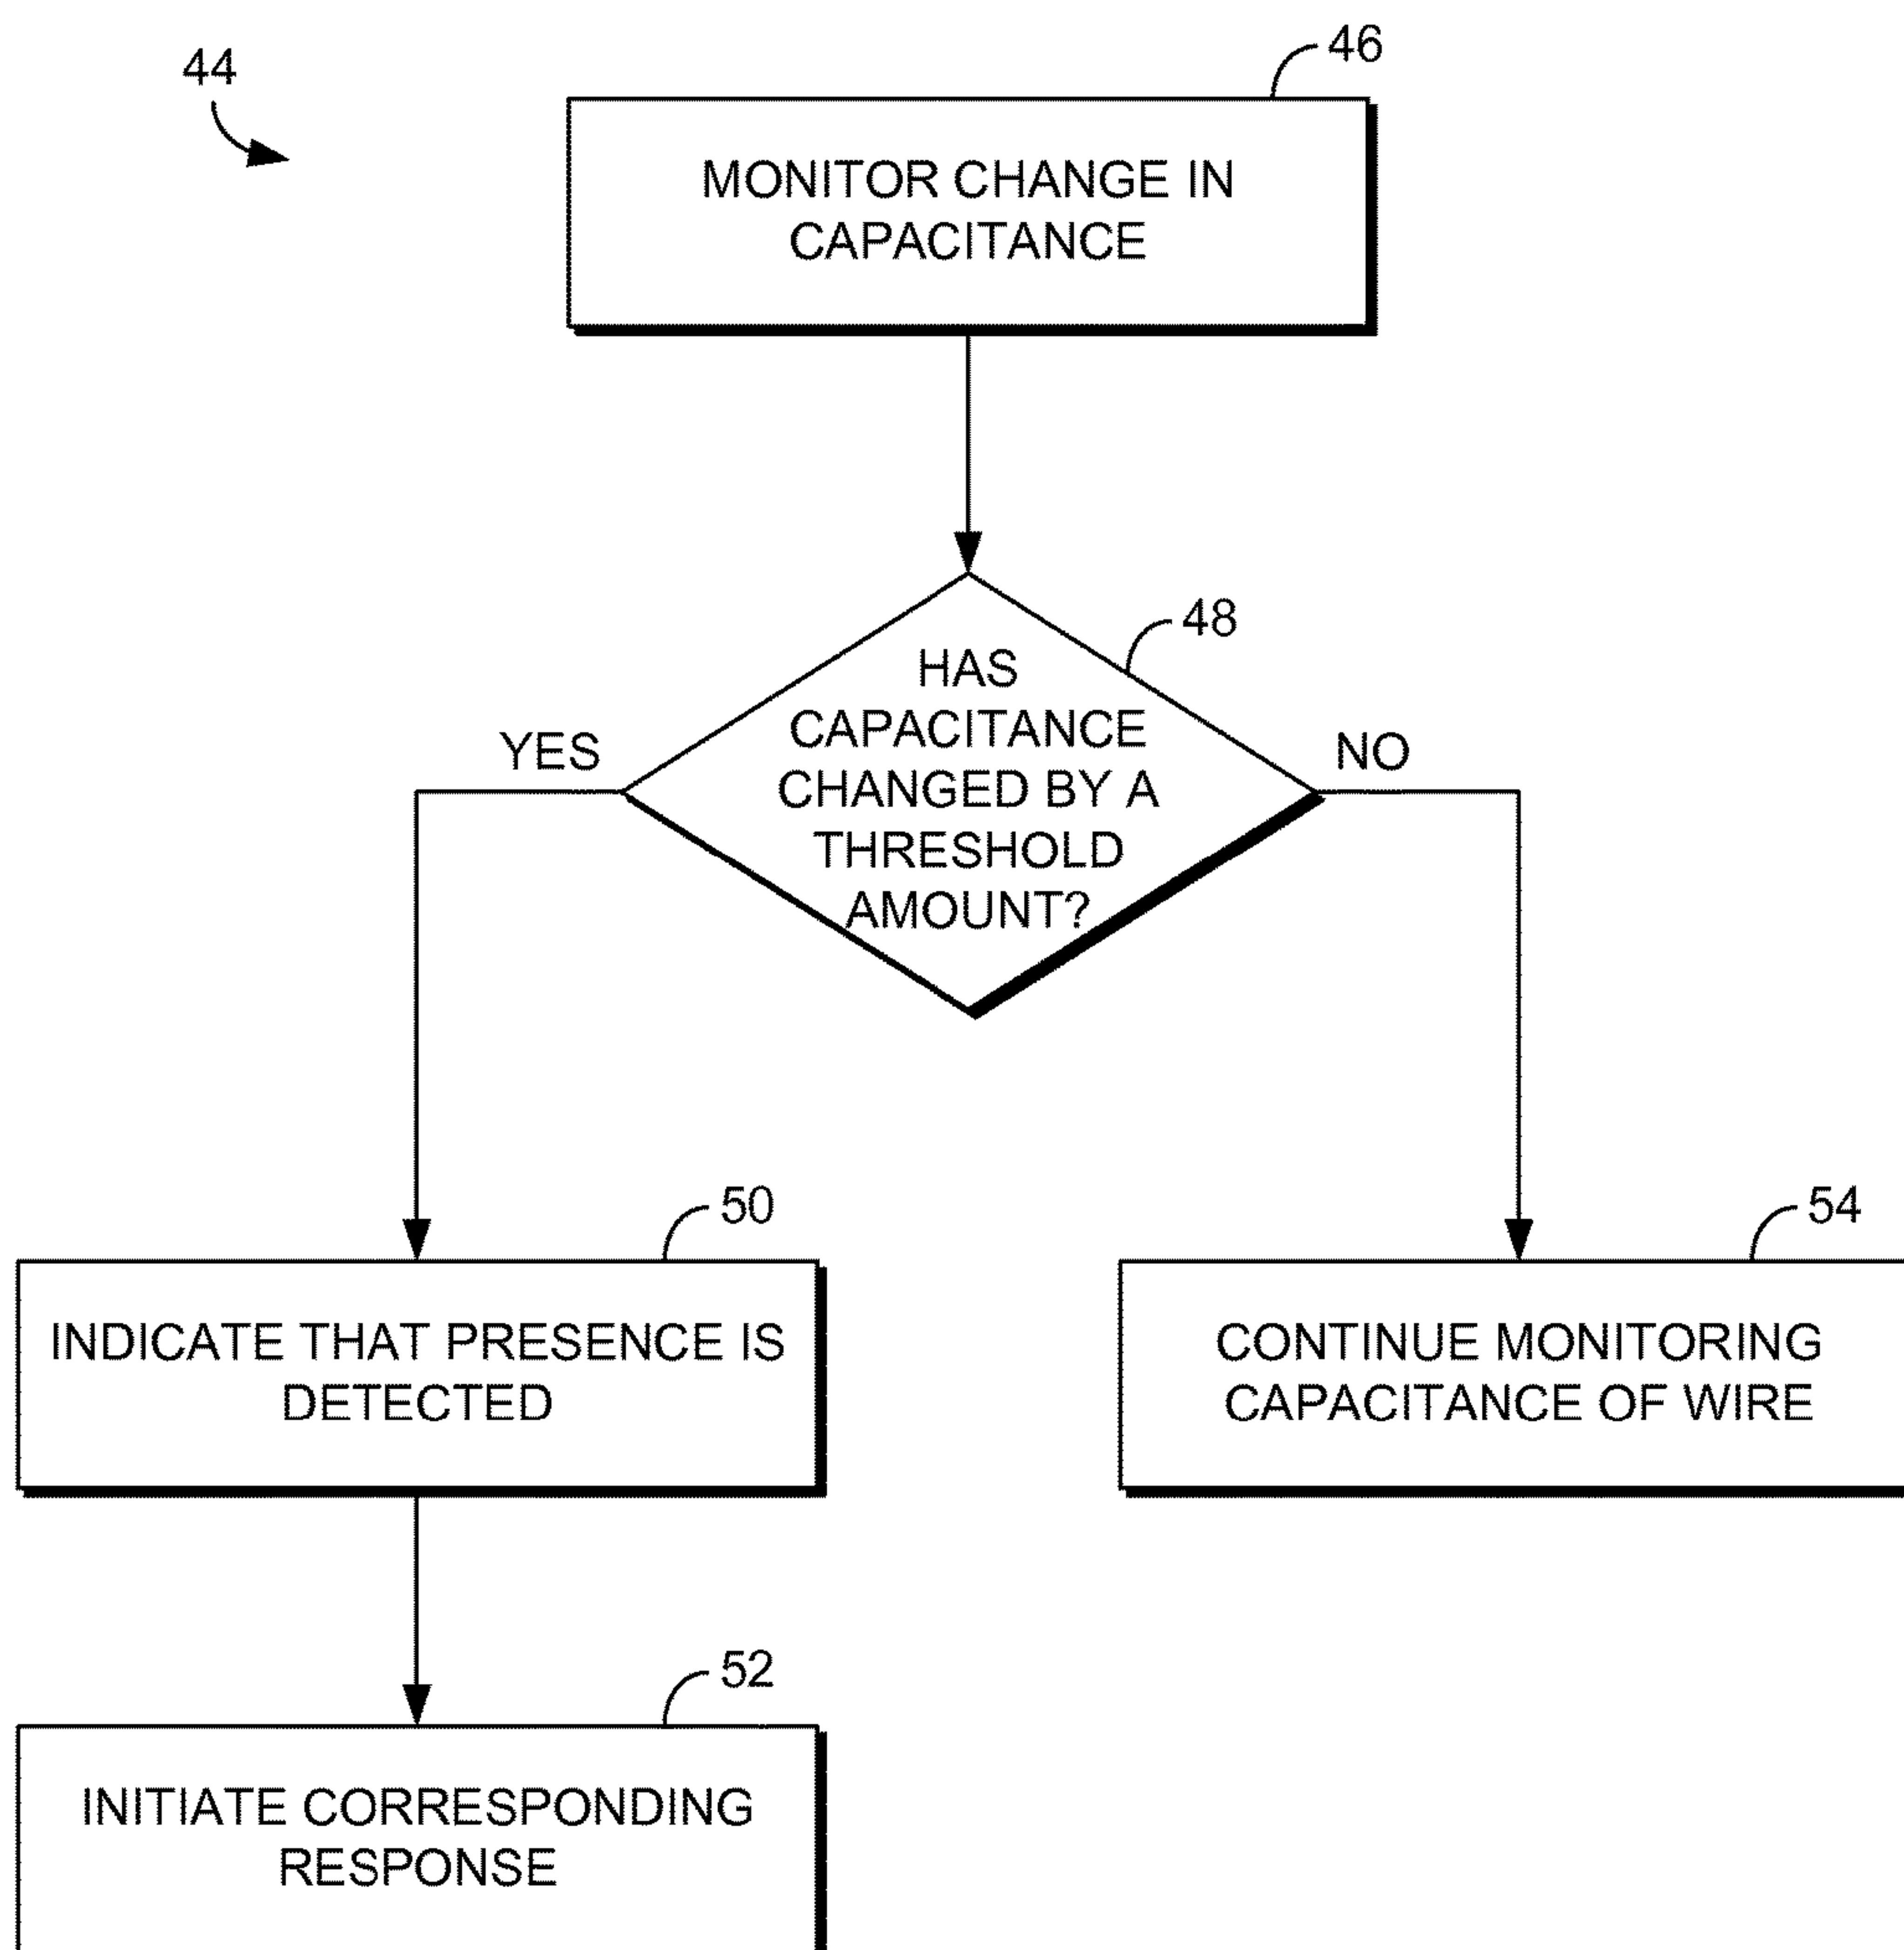 44
46
MONITOR CHANGE IN
CAPACITANCE
48
HAS
CAPACITANCE
CHANGED BY A
THRESHOLD
AMOUNT?
YES
NO
50
INDICATE THAT PRESENCE IS
DETECTED
54
CONTINUE MONITORING
CAPACITANCE OF WIRE
52
INITIATE CORRESPONDING
RESPONSE